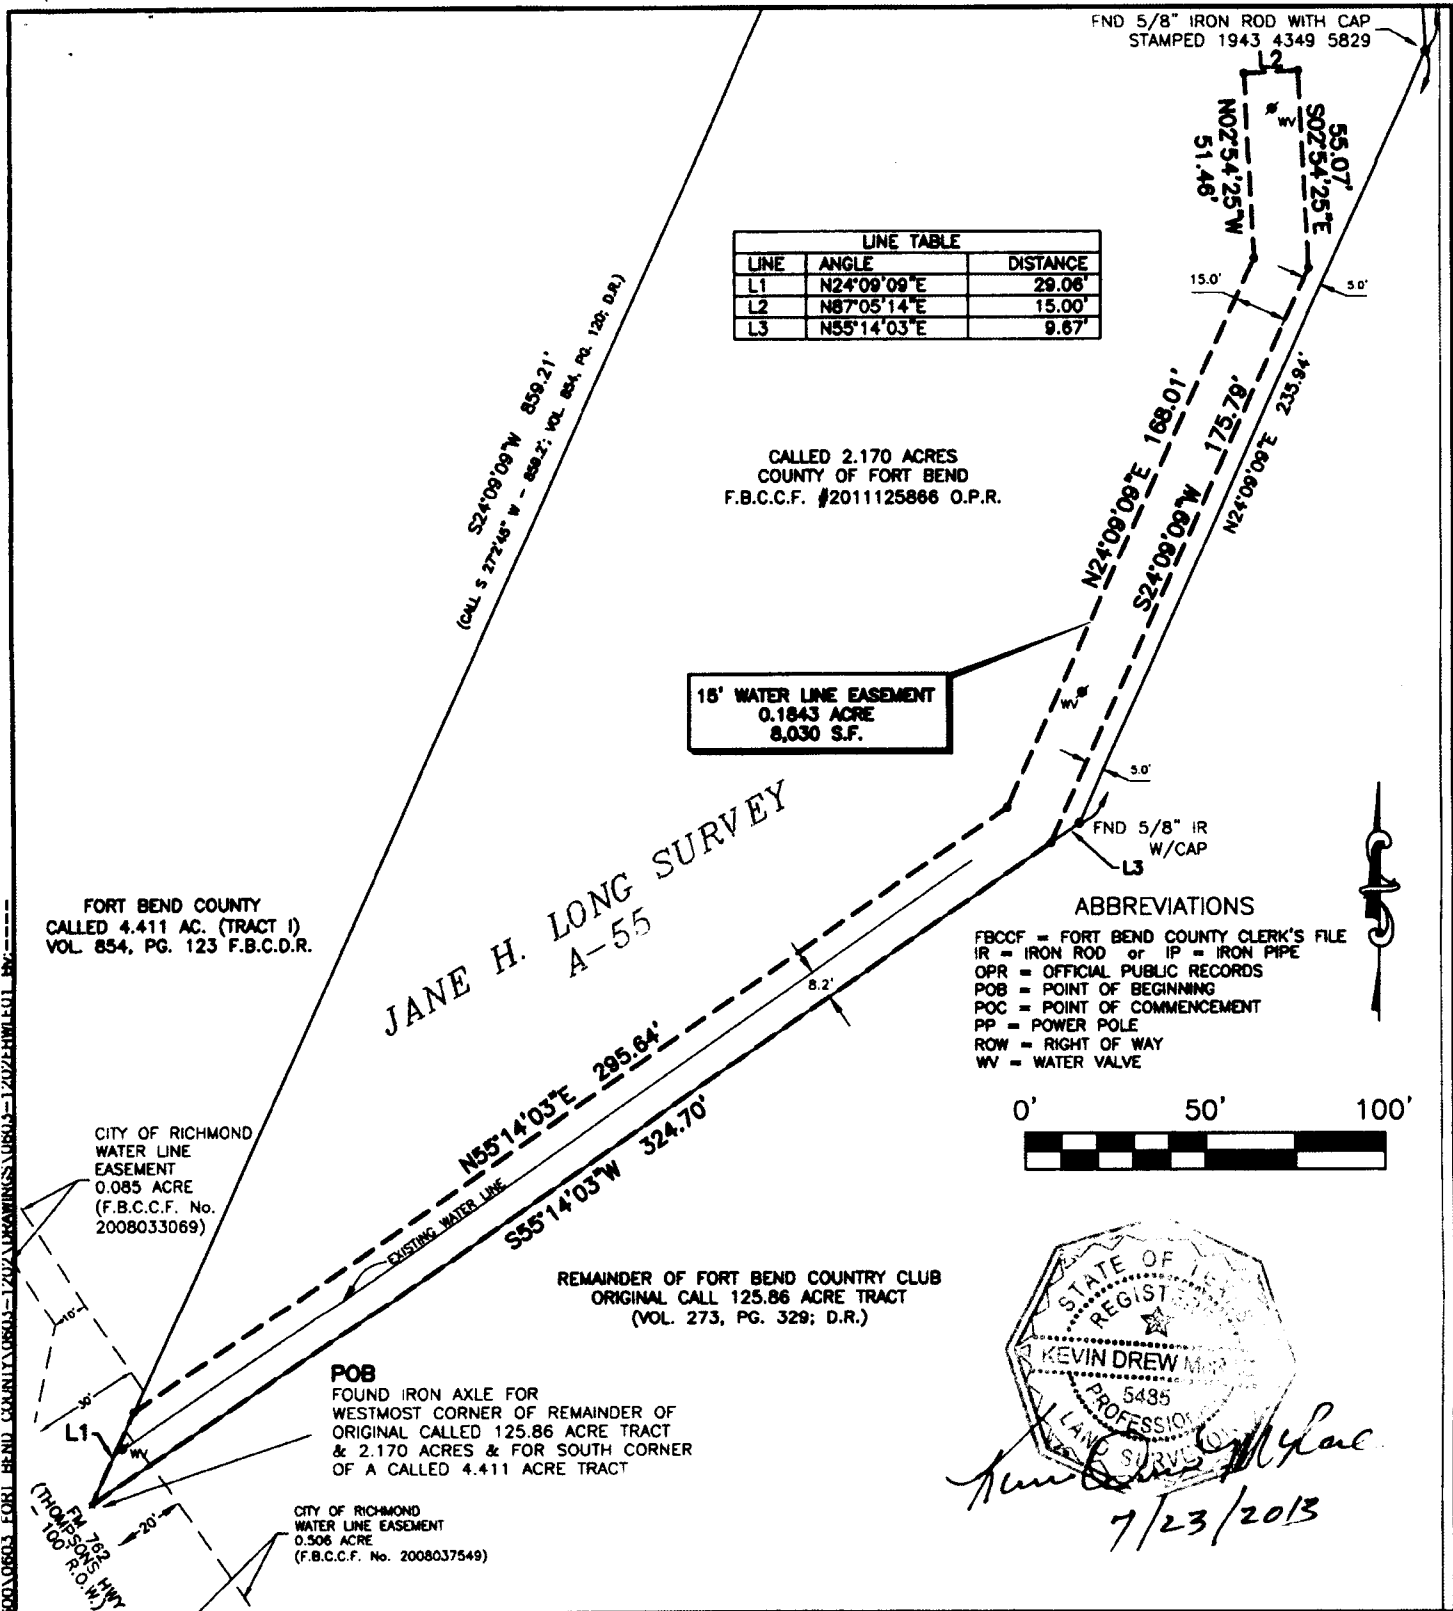 FND 5/8" IRON ROD WITH CAP
STAMPED 1943 4349 5829
L2
WV
N02°54'25"W
51.46'
55.07'
S02°54'25"E
15.0'
5.0'
LINE TABLE
LINE ANGLE DISTANCE
L1 N24°09'09"E 29.06'
L2 N87°05'14"E 15.00'
L3 N55°14'03"E 9.67'
S24°09'09"W 859.21'
(CALL S 27°2'45" W - 858.2'; VOL. 854, PG. 120; D.R.)
CALLED 2.170 ACRES
COUNTY OF FORT BEND
F.B.C.C.F. #2011125866 O.P.R.
N24°09'09"E 168.01'
S24°09'09"W 175.79'
N24°09'09"E 235.94'
15' WATER LINE EASEMENT
0.1843 ACRE
8,030 S.F.
WV
5.0'
FND 5/8" IR
W/CAP
L3
JANE H. LONG SURVEY
A-55
FORT BEND COUNTY
CALLED 4.411 AC. (TRACT I)
VOL. 854, PG. 123 F.B.C.D.R.
ABBREVIATIONS
FBCCF = FORT BEND COUNTY CLERK'S FILE
IR = IRON ROD or IP = IRON PIPE
OPR = OFFICIAL PUBLIC RECORDS
POB = POINT OF BEGINNING
POC = POINT OF COMMENCEMENT
PP = POWER POLE
ROW = RIGHT OF WAY
WV = WATER VALVE
8.2'
N55°14'03"E 295.64'
EXISTING WATER LINE
S55°14'03"W 324.70'
0' 50' 100'
CITY OF RICHMOND
WATER LINE
EASEMENT
0.085 ACRE
(F.B.C.C.F. No.
2008033069)
10'
30'
REMAINDER OF FORT BEND COUNTRY CLUB
ORIGINAL CALL 125.86 ACRE TRACT
(VOL. 273, PG. 329; D.R.)
POB
FOUND IRON AXLE FOR
WESTMOST CORNER OF REMAINDER OF
ORIGINAL CALLED 125.86 ACRE TRACT
& 2.170 ACRES & FOR SOUTH CORNER
OF A CALLED 4.411 ACRE TRACT
L1
WV
FM 762
(THOMPSONS HWY
100' R.O.W.)
20'
CITY OF RICHMOND
WATER LINE EASEMENT
0.506 ACRE
(F.B.C.C.F. No. 2008037549)
STATE OF
KEVIN DREW
5485
LAND
7/23/2013